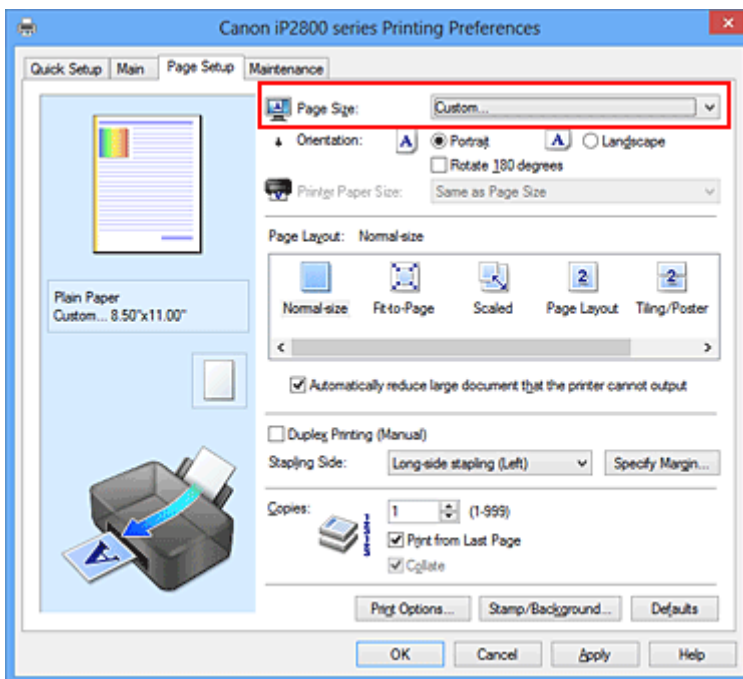 Canon iP2800 series Printing Preferences
Quick Setup Main Page Setup Maintenance
Page Size: Custom...
Orientation: A Portrait A Landscape
Rotate 180 degrees
Printer Paper Size: Same as Page Size
Page Layout: Normal-size
Normal-size Fit-to-Page Scaled Page Layout Tiling/Poster
Automatically reduce large document that the printer cannot output
Plain Paper
Custom... 8.50"x11.00"
Duplex Printing (Manual)
Stapling Side: Long-side stapling (Left) Specify Margin...
Copies: 1 (1-999)
Print from Last Page
Collate
Print Options... Stamp/Background... Defaults
OK Cancel Apply Help